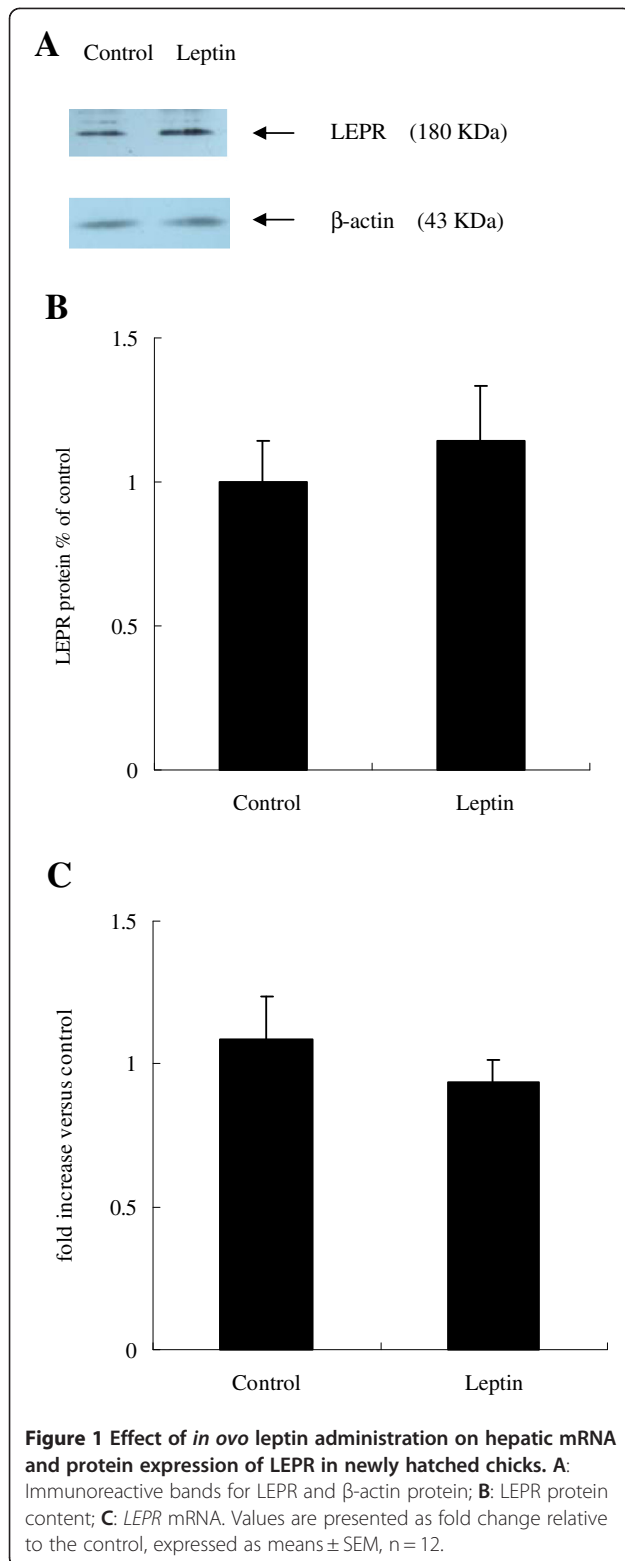 A
Control Leptin
LEPR (180 KDa)
β-actin (43 KDa)
B
LEPR protein % of control
1.5
1
0.5
0
Control Leptin
C
fold increase versus control
1.5
1
0.5
0
Control Leptin
Figure 1 Effect of in ovo leptin administration on hepatic mRNA
and protein expression of LEPR in newly hatched chicks. A:
Immunoreactive bands for LEPR and β-actin protein; B: LEPR protein
content; C: LEPR mRNA. Values are presented as fold change relative
to the control, expressed as means ± SEM, n = 12.